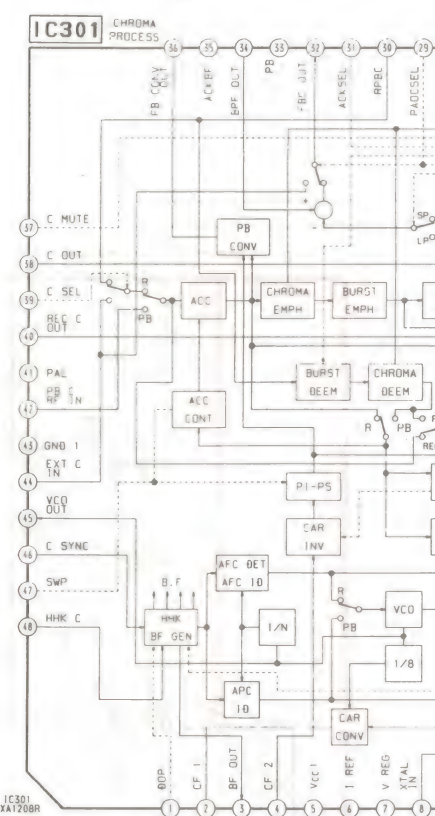 IC301
CHROMA
PROCESS
36 35 34 33 32 31 30 29
PB CONV
OUT
ACKBF
BPF OUT
PB
FBC OUT
ACKSEL
RPBC
PADCSEL
37 C MUTE
38 C OUT
39 C SEL
40 REC C
OUT
41 PAL
42 PB C
RF IN
43 GND 1
44 EXT C
IN
45 VCO
OUT
46 C SYNC
47 SWP
48 HHK C
+
-
SP
LP
PB
CONV
R
PB
ACC
CHROMA
EMPH
BURST
EMPH
BURST
DEEM
CHROMA
DEEM
ACC
CONT
R
PB
RE
PI-PS
CAR
INV
B.F
AFC DET
AFC ID
HHK
BF GEN
1/N
R
PB
VCO
1/8
APC
ID
CAR
CONV
BOP
CF 1
BF OUT
CF 2
VCC 1
I REF
V REG
XTAL
IN
1 2 3 4 5 6 7 8
IC301
XA1208R